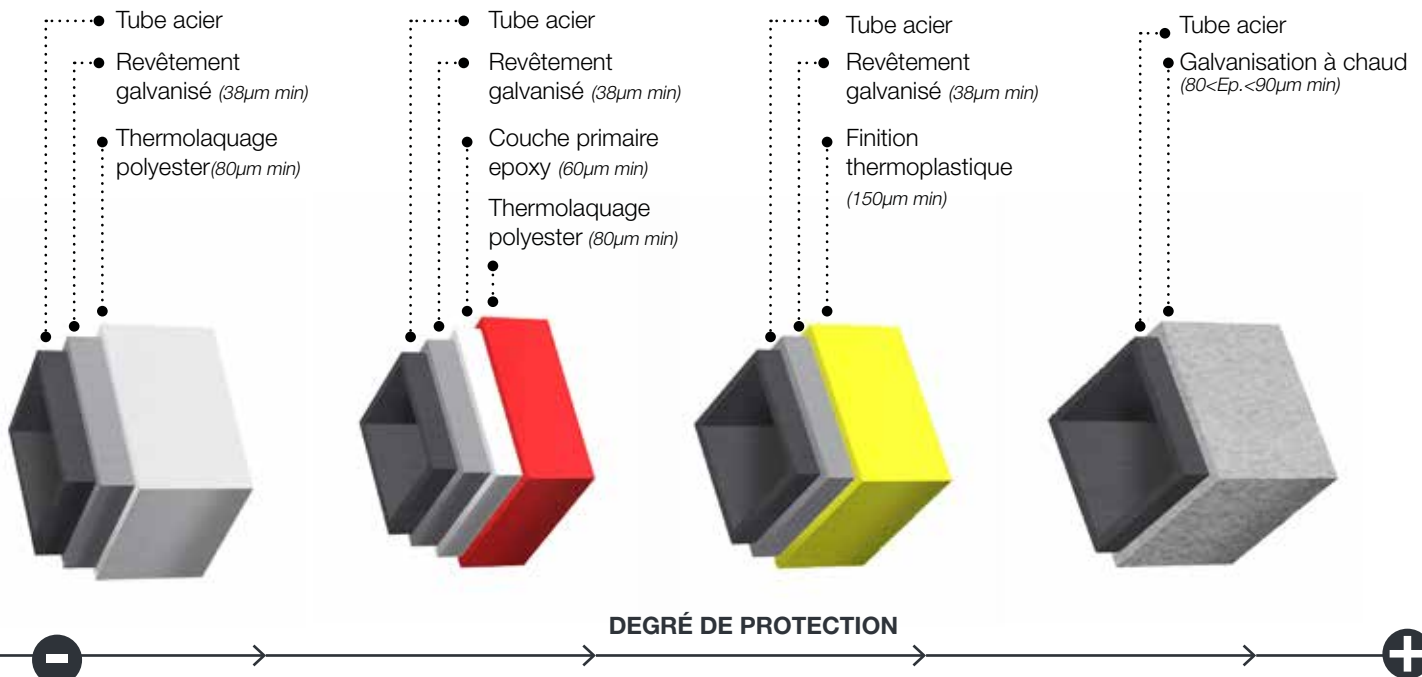 Tube acier
Revêtement
galvanisé (38µm min)
Thermolaquage
polyester(80µm min)
Tube acier
Revêtement
galvanisé (38µm min)
Couche primaire
epoxy (60µm min)
Thermolaquage
polyester (80µm min)
Tube acier
Revêtement
galvanisé (38µm min)
Finition
thermoplastique
(150µm min)
Tube acier
Galvanisation à chaud
(80<Ep.<90µm min)
DEGRÉ DE PROTECTION
- +